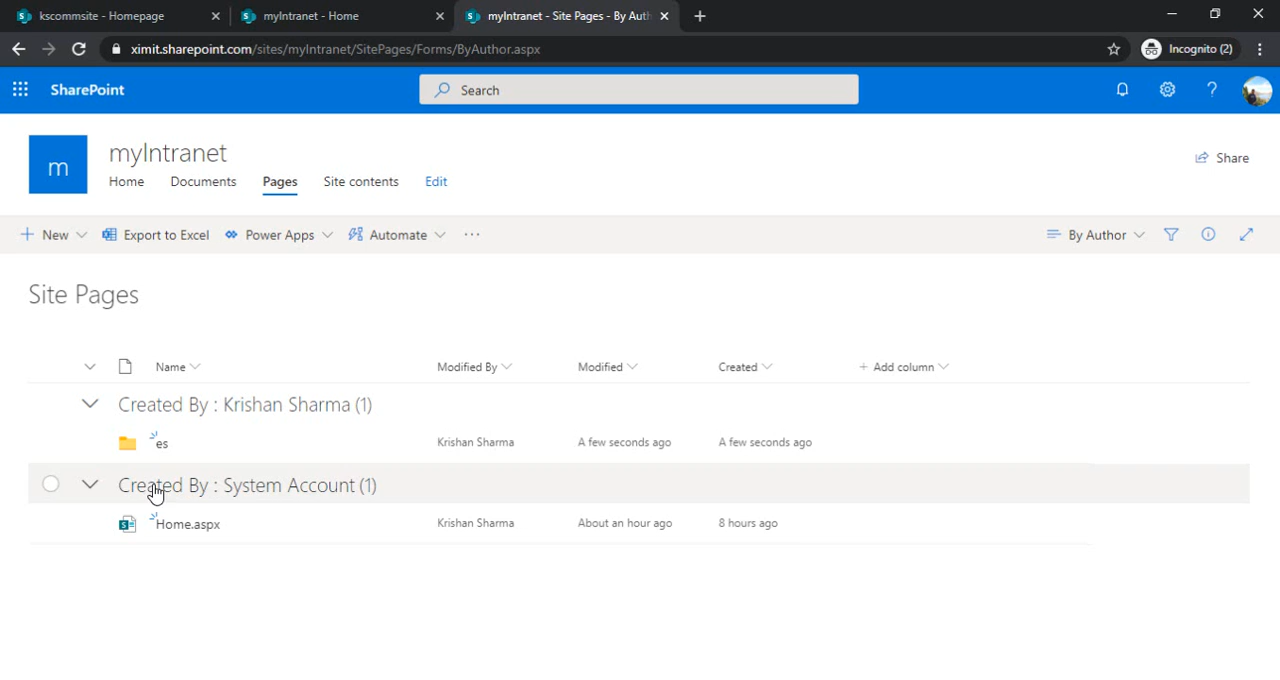 kscommsite - Homepage
myIntranet - Home
myIntranet - Site Pages - By Auth
ximit.sharepoint.com/sites/myIntranet/SitePages/Forms/ByAuthor.aspx
Incognito (2)
SharePoint
Search
m
myIntranet
Home Documents Pages Site contents Edit
Share
New Export to Excel Power Apps Automate ...
By Author
Site Pages
Name Modified By Modified Created + Add column
Created By : Krishan Sharma (1)
es Krishan Sharma A few seconds ago A few seconds ago
Created By : System Account (1)
Home.aspx Krishan Sharma About an hour ago 8 hours ago